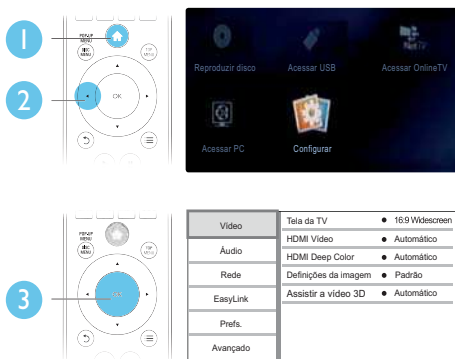 1
POP-UP
MENU
DISC
MENU
TOP
MENU
2
OK
Reproduzir disco
Acessar USB
Net TV
Acessar OnlineTV
Acessar PC
Configurar
POP-UP
MENU
DISC
MENU
TOP
MENU
3
OK
Vídeo
Áudio
Rede
EasyLink
Prefs.
Avançado
Tela da TV ● 16:9 Widescreen
HDMI Vídeo ● Automático
HDMI Deep Color ● Automático
Definições da imagem ● Padrão
Assistir a vídeo 3D ● Automático